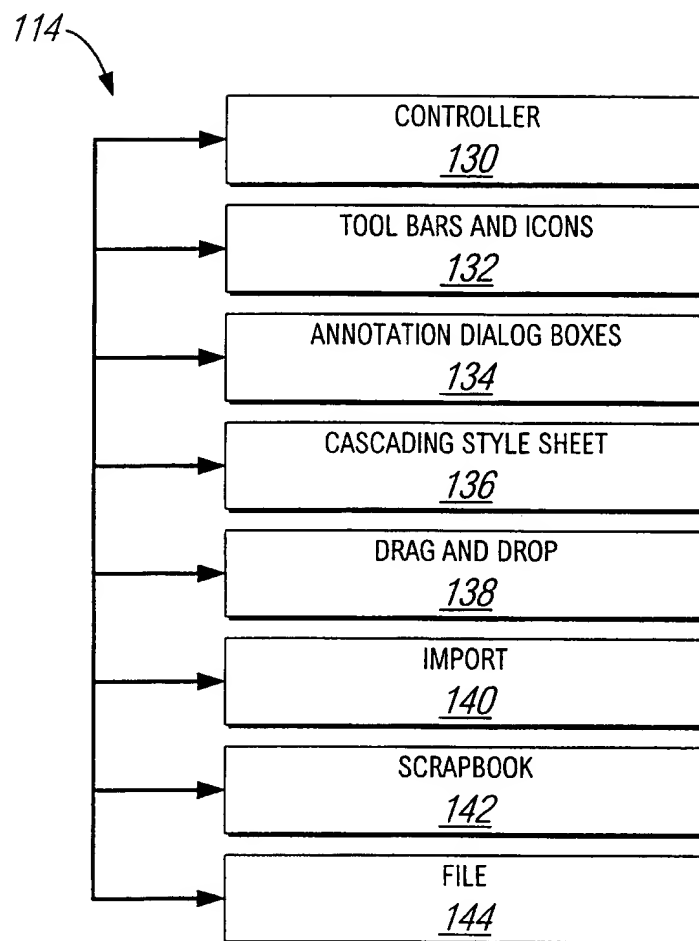 114
CONTROLLER
130
TOOL BARS AND ICONS
132
ANNOTATION DIALOG BOXES
134
CASCADING STYLE SHEET
136
DRAG AND DROP
138
IMPORT
140
SCRAPBOOK
142
FILE
144